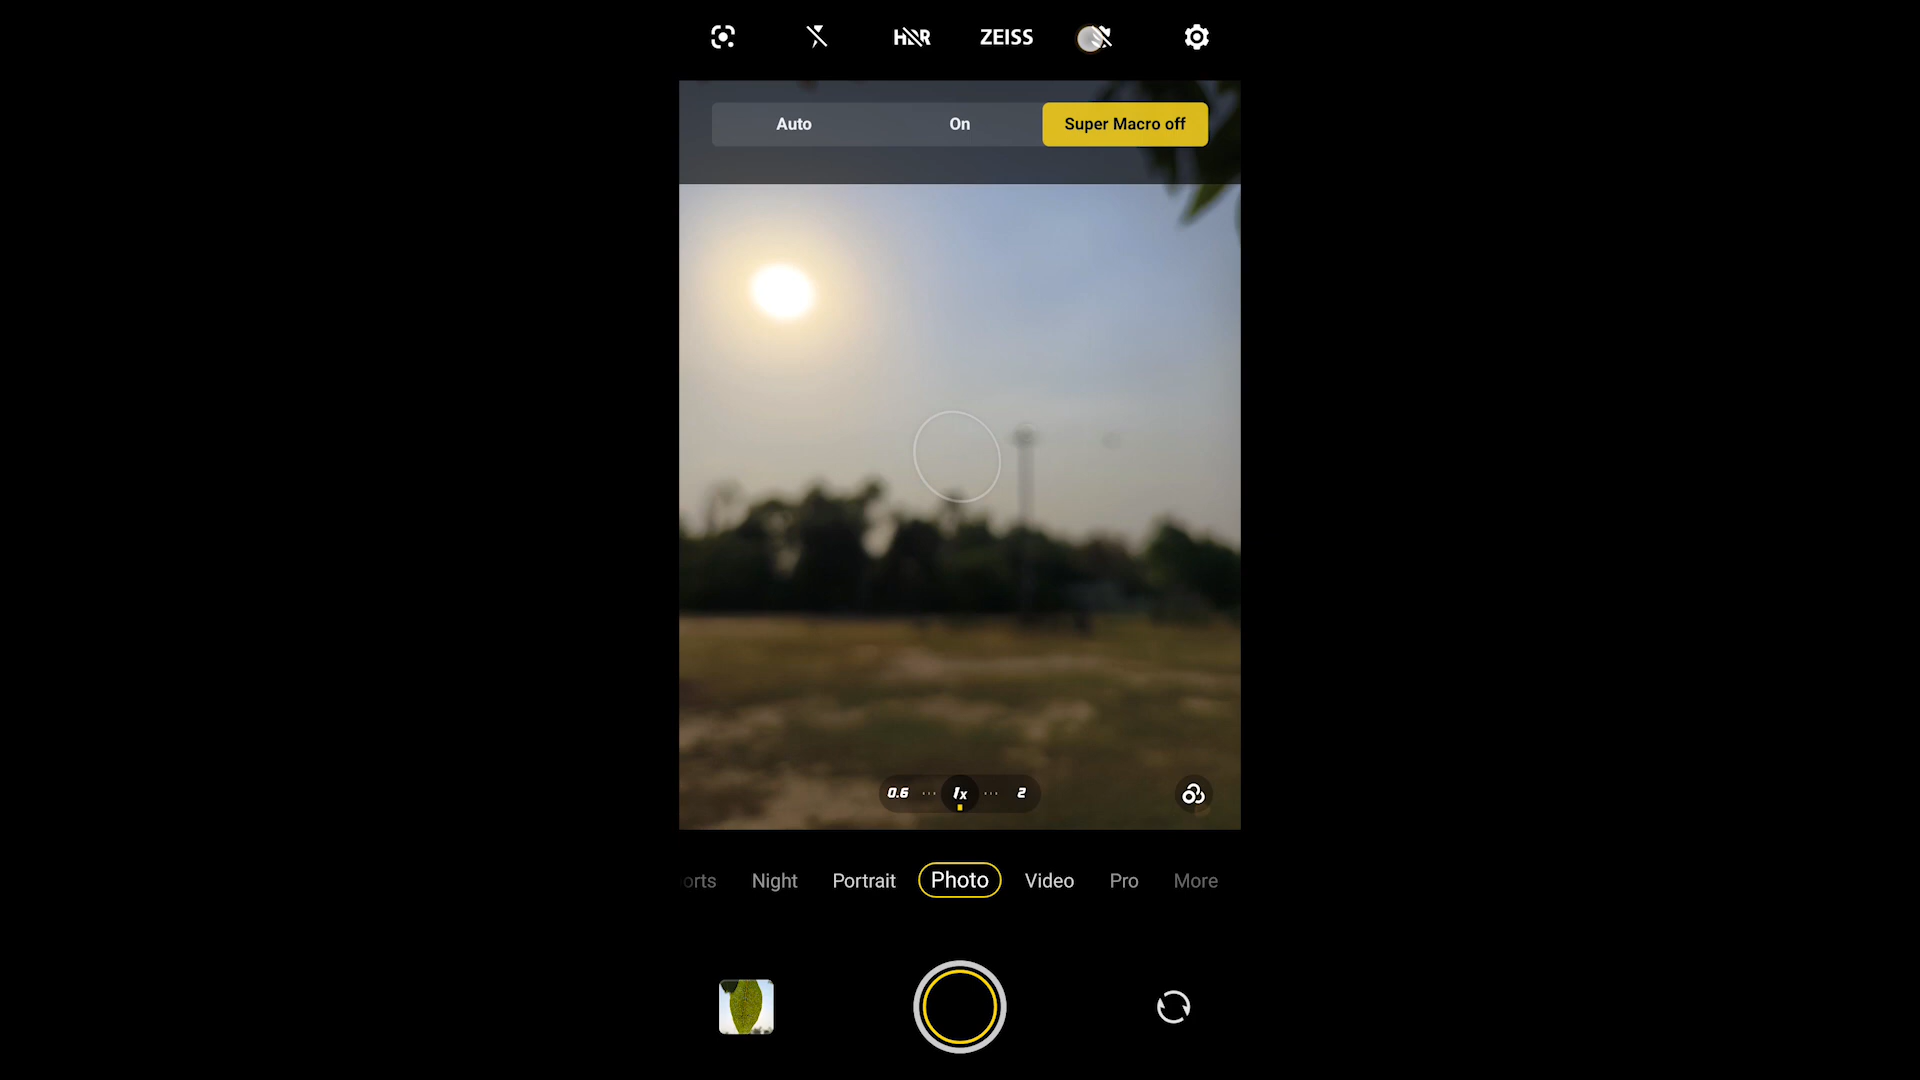 HDR ZEISS
Auto On Super Macro off
0.6 1x 2
orts Night Portrait Photo Video Pro More